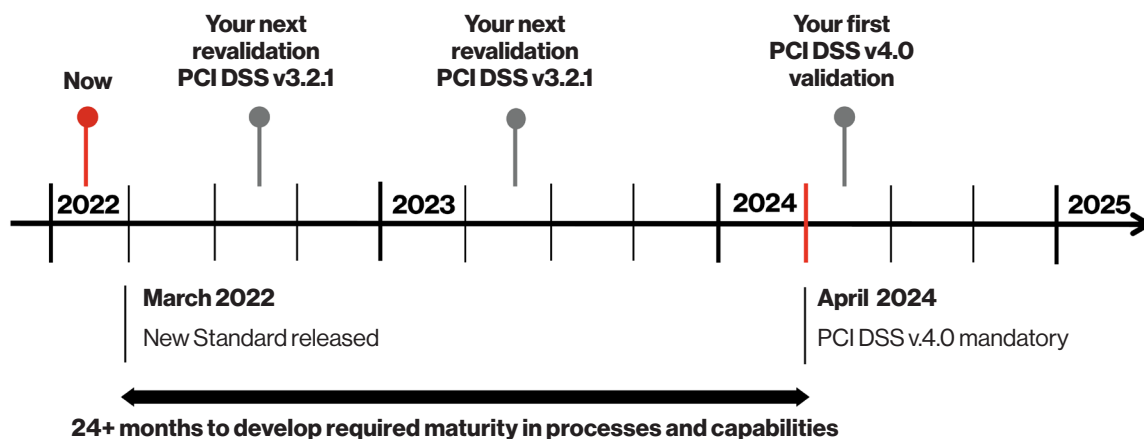 Now
Your next
revalidation
PCI DSS v3.2.1
Your next
revalidation
PCI DSS v3.2.1
Your first
PCI DSS v4.0
validation
2022
2023
2024
2025
March 2022
New Standard released
April 2024
PCI DSS v.4.0 mandatory
24+ months to develop required maturity in processes and capabilities